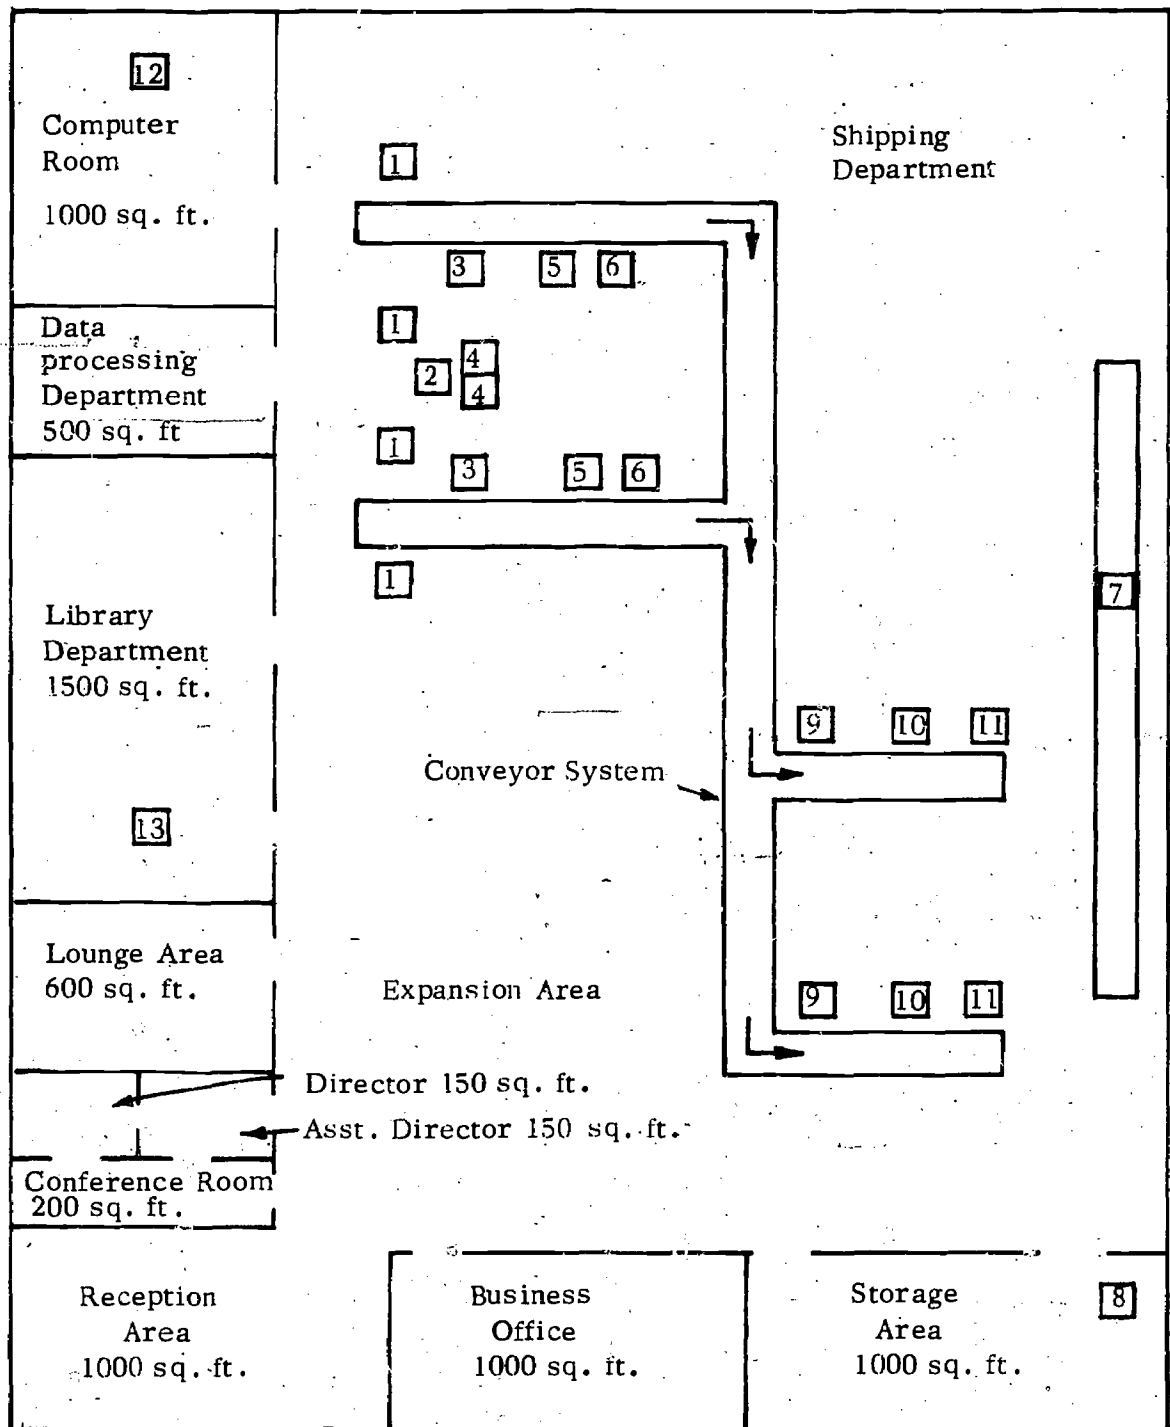 12
Computer
Room
1000 sq. ft.
Shipping
Department
1
3
5
6
Data
processing
Department
500 sq. ft
1
2
4
4
1
3
5
6
1
7
Library
Department
1500 sq. ft.
13
9
10
11
Conveyor System
Lounge Area
600 sq. ft.
Expansion Area
9
10
11
Director 150 sq. ft.
Asst. Director 150 sq. ft.
Conference Room
200 sq. ft.
Reception
Area
1000 sq. ft.
Business
Office
1000 sq. ft.
Storage
Area
1000 sq. ft.
8